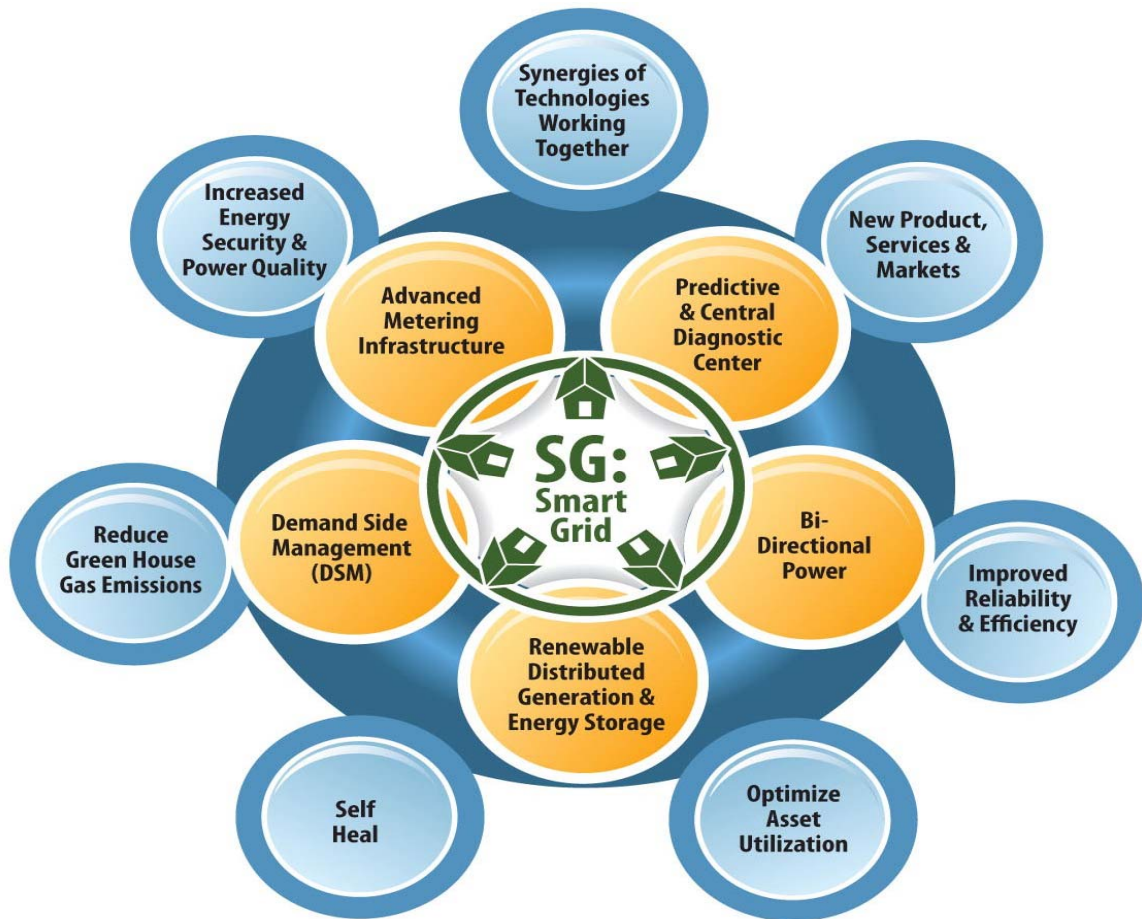 Synergies of
Technologies
Working
Together
Increased
Energy
Security &
Power Quality
New Product,
Services &
Markets
Advanced
Metering
Infrastructure
Predictive
& Central
Diagnostic
Center
SG:
Smart
Grid
Reduce
Green House
Gas Emissions
Demand Side
Management
(DSM)
Bi-
Directional
Power
Improved
Reliability
& Efficiency
Renewable
Distributed
Generation &
Energy Storage
Self
Heal
Optimize
Asset
Utilization